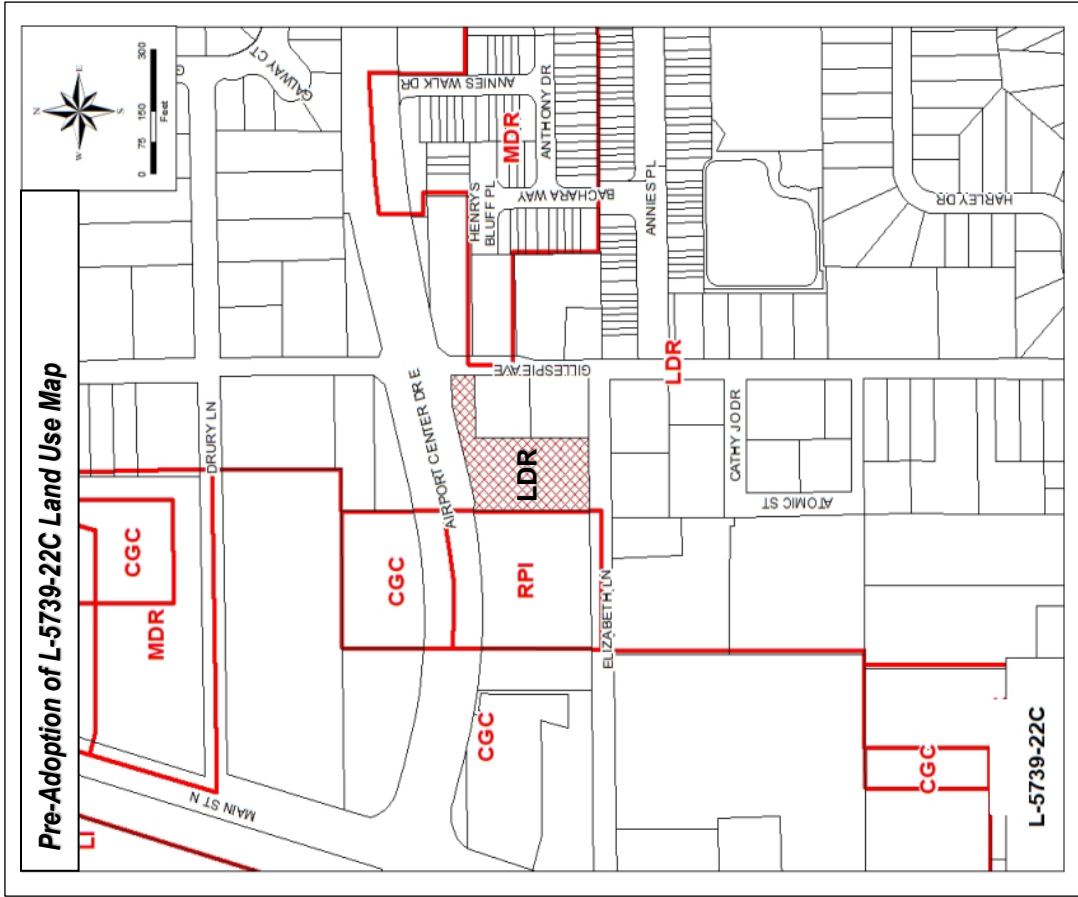 Pre-Adoption of L-5739-22C Land Use Map
N
W
E
S
0
75
150
300
Feet
GALWAY CT
LI
CGC
MDR
DRURY LN
MAIN ST N
ANNIES WALK DR
MDR
ANTHONY DR
HENRYS
BLUFF PL
BACHARA WAY
CGC
AIRPORT CENTER DR E
GILLESPIE AVE
ANNIES PL
HARLEY DR
LDR
RPI
LDR
CGC
ELIZABETH LN
CATHY JO DR
ATOMIC ST
CGC
L-5739-22C